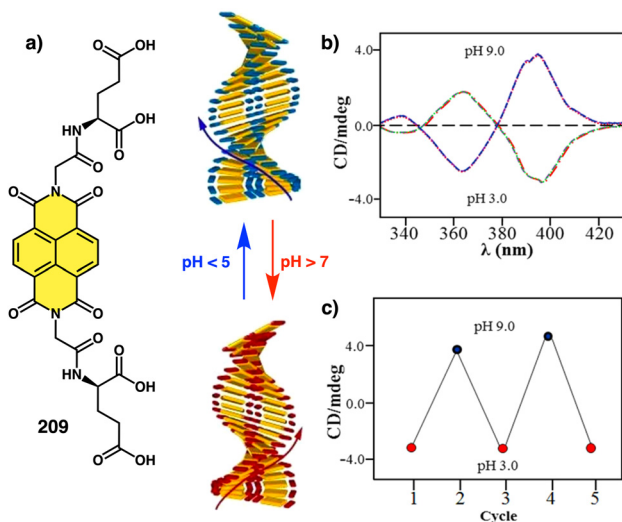 a)
OH
O
O
OH
HN
O
O
O
N
O
O
O
N
O
O
O
HN
OH
O
OH
209
pH < 5
pH > 7
b)
CD/mdeg
4.0
0.0
−4.0
pH 9.0
pH 3.0
340
360
380
400
420
λ (nm)
c)
CD/mdeg
4.0
0.0
−4.0
pH 9.0
pH 3.0
1
2
3
4
5
Cycle